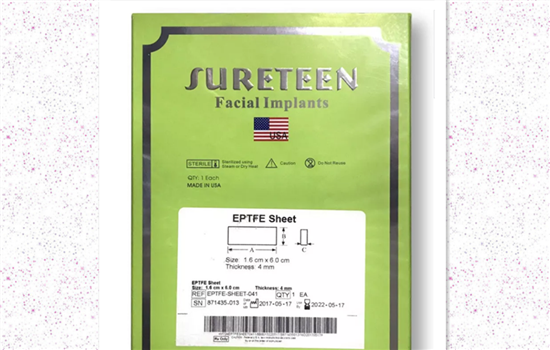 SURETEEN
Facial Implants
USA
STERILE Sterilized using Steam or Dry Heat Caution Do Not Reuse
QTY: 1 Each
MADE IN USA
EPTFE Sheet
A B C
Size: 1.6 cm x 6.0 cm
Thickness: 4 mm
EPTFE Sheet
Size: 1.6 cm x 6.0 cm Thickness: 4 mm
REF EPTFE-SHEET-041 QTY 1 EA
SN 871435-013 2017-05-17 2022-05-17
Rx Only